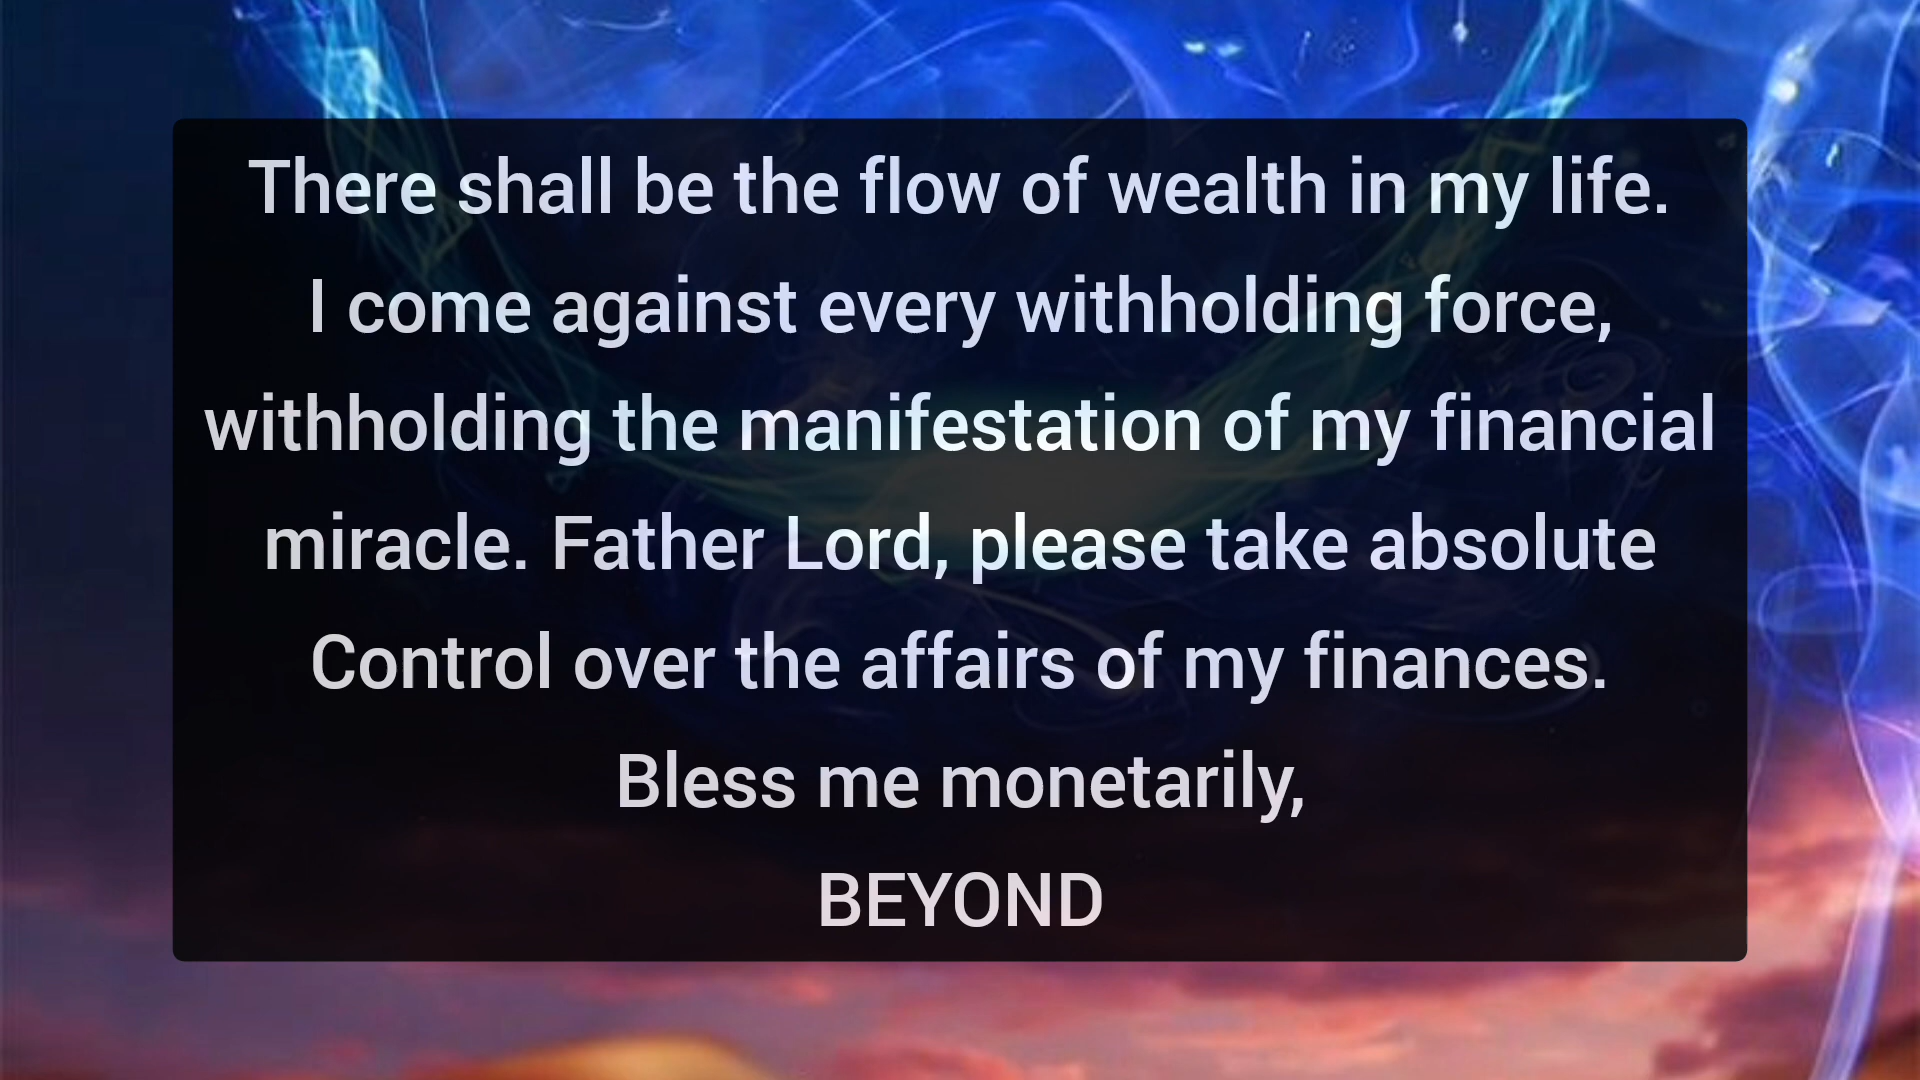 There shall be the flow of wealth in my life.
I come against every withholding force,
withholding the manifestation of my financial
miracle. Father Lord, please take absolute
Control over the affairs of my finances.
Bless me monetarily,
BEYOND